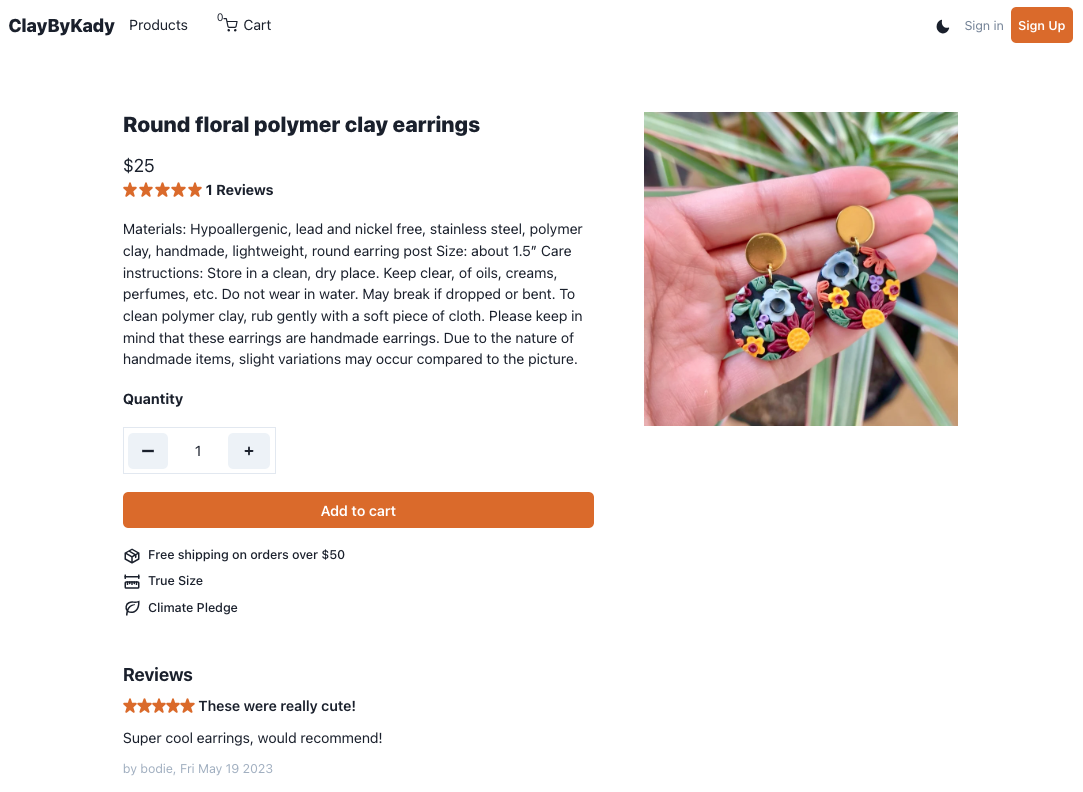 ClayByKady Products 0 Cart Sign in Sign Up
Round floral polymer clay earrings
$25
1 Reviews
Materials: Hypoallergenic, lead and nickel free, stainless steel, polymer
clay, handmade, lightweight, round earring post Size: about 1.5” Care
instructions: Store in a clean, dry place. Keep clear, of oils, creams,
perfumes, etc. Do not wear in water. May break if dropped or bent. To
clean polymer clay, rub gently with a soft piece of cloth. Please keep in
mind that these earrings are handmade earrings. Due to the nature of
handmade items, slight variations may occur compared to the picture.
Quantity
1
Add to cart
Free shipping on orders over $50
True Size
Climate Pledge
Reviews
These were really cute!
Super cool earrings, would recommend!
by bodie, Fri May 19 2023